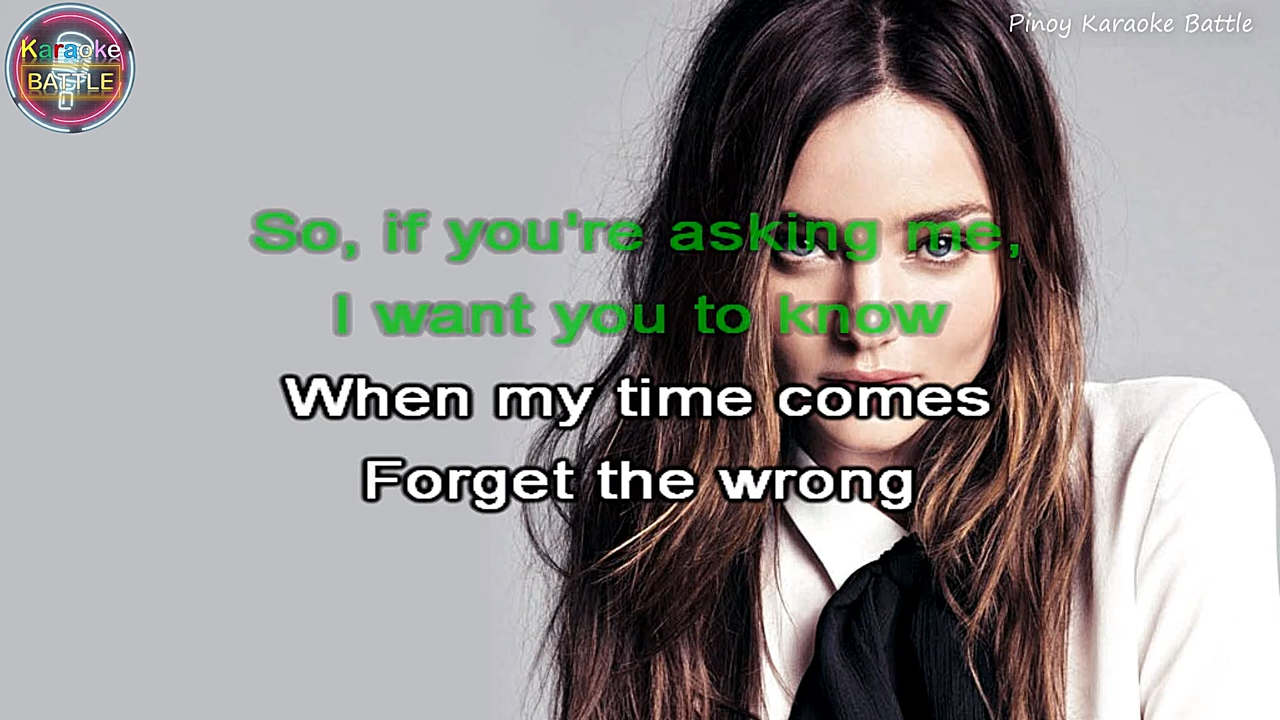 Karaoke
BATTLE
Pinoy Karaoke Battle
So, if you're asking me,
I want you to know
When my time comes
Forget the wrong